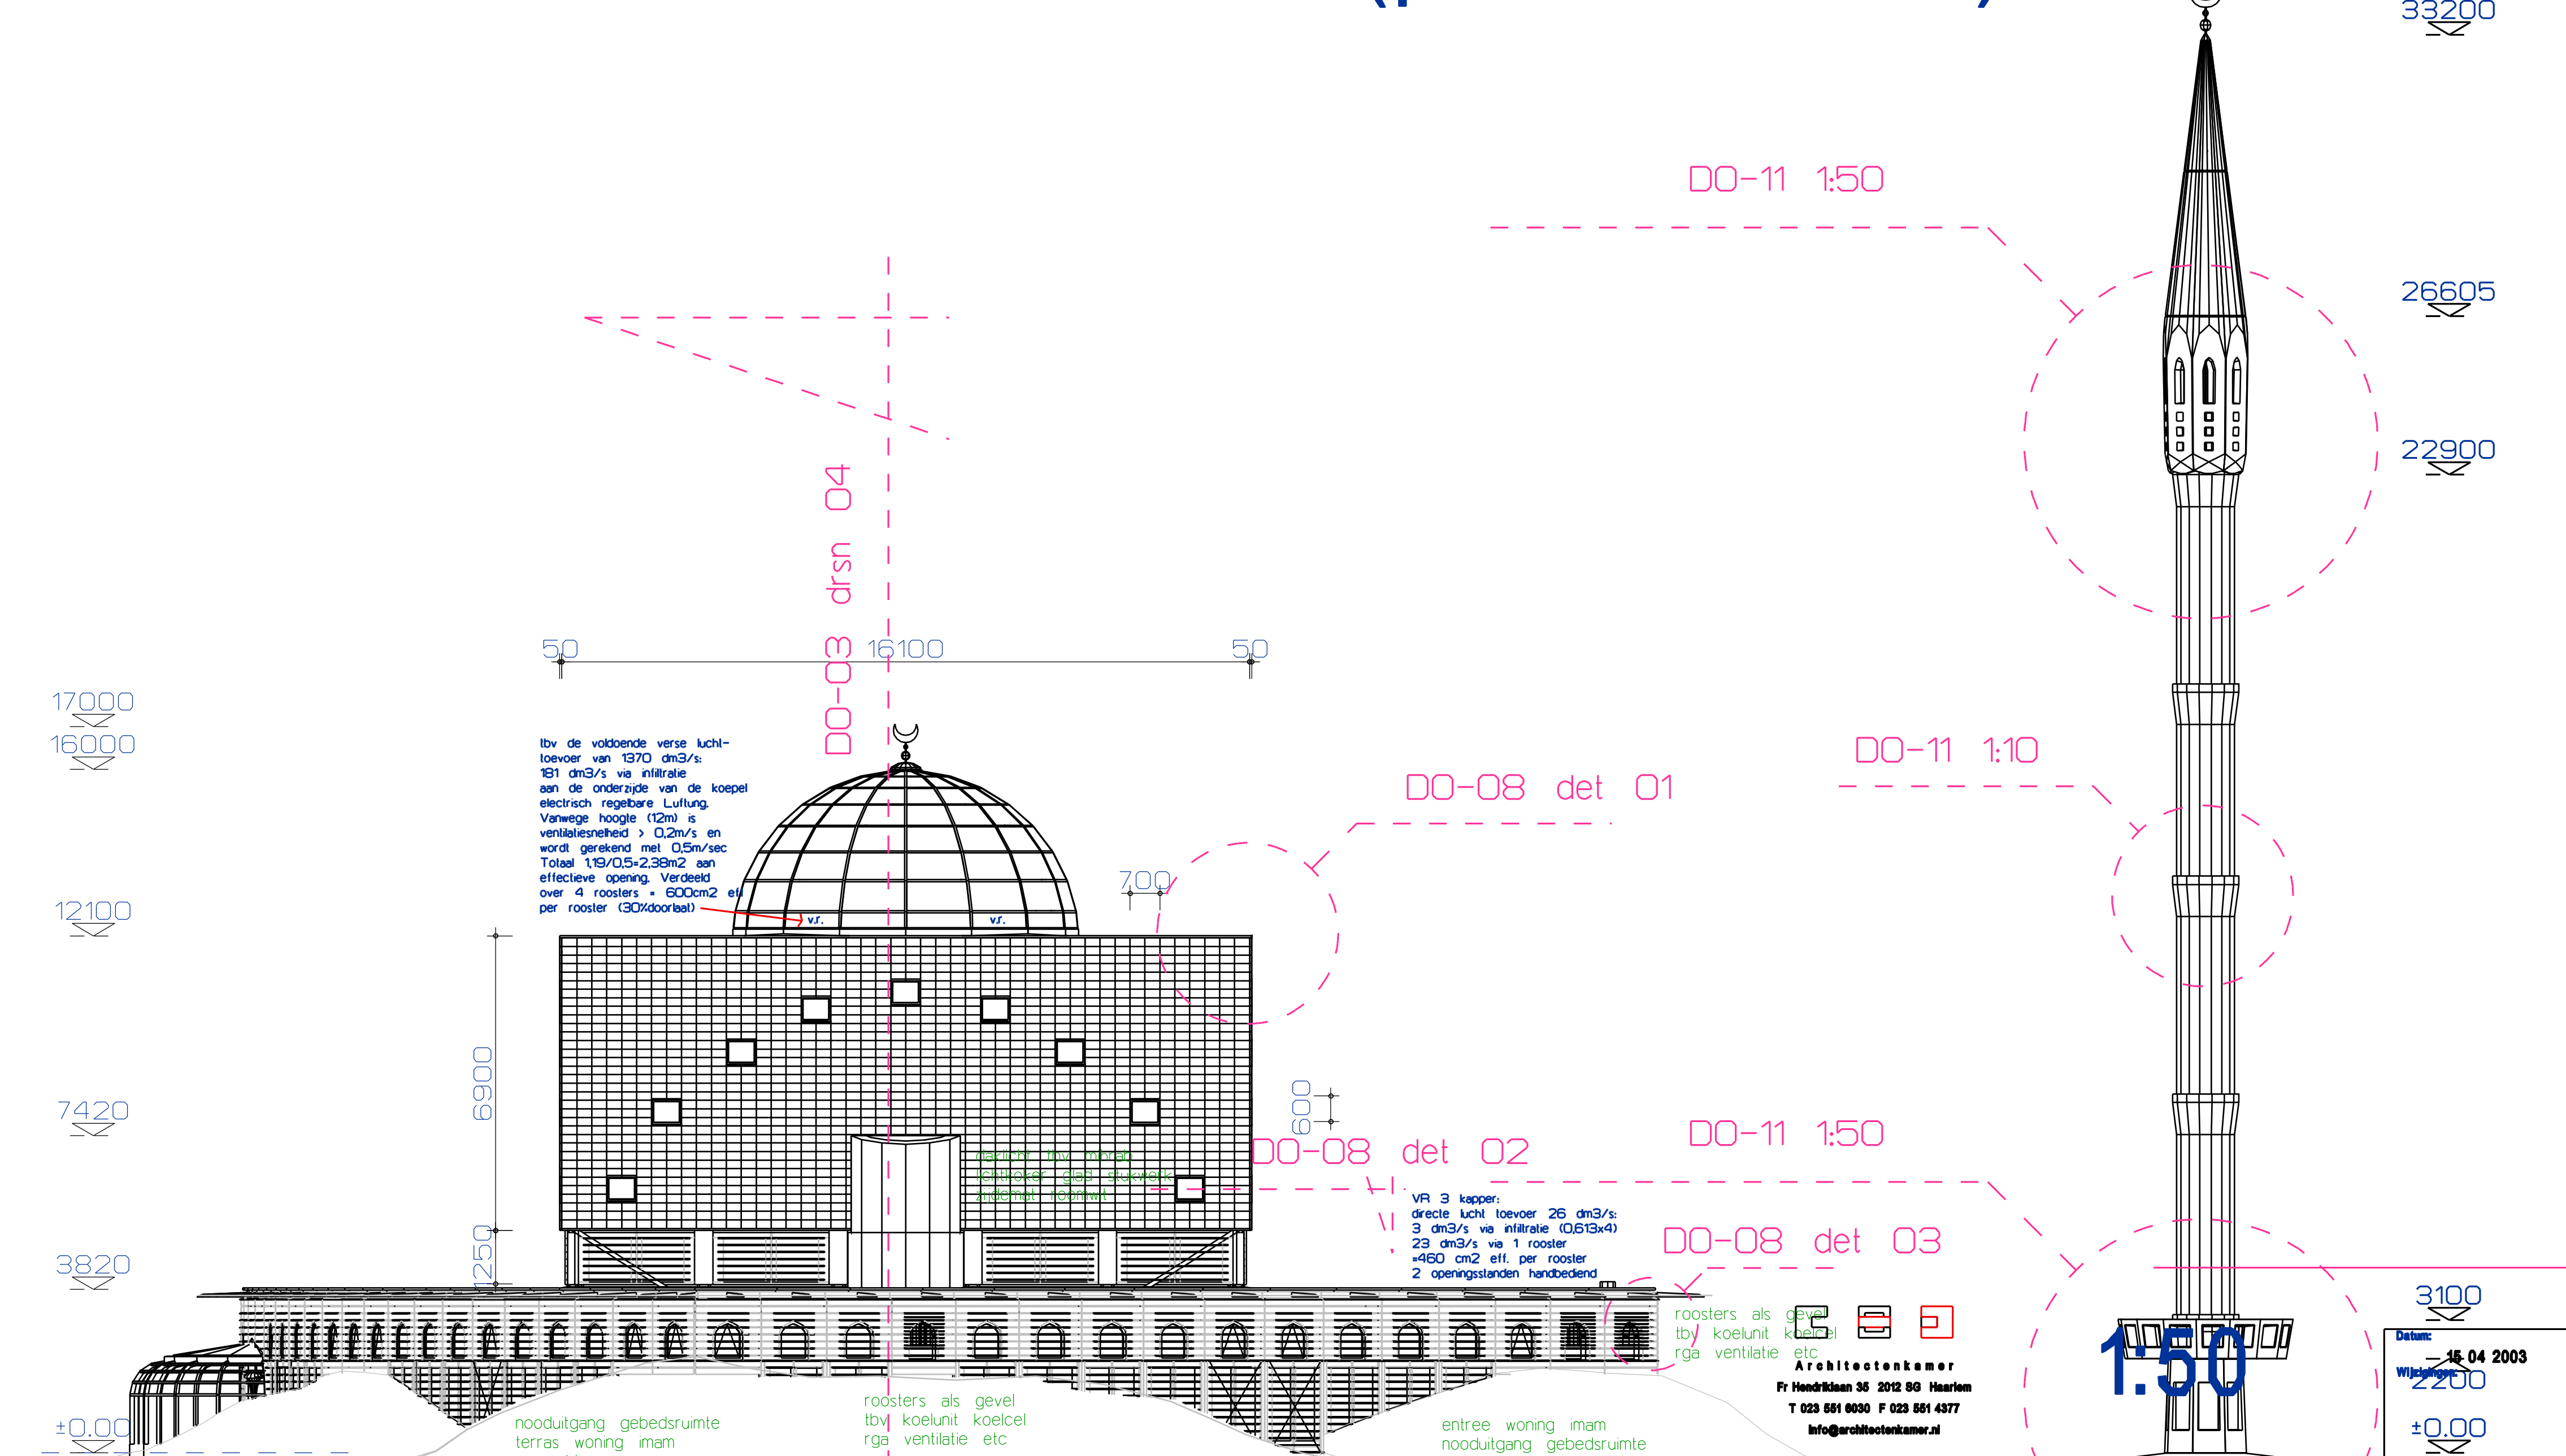 33200
DO-11 1:50
26605
22900
DO-03 drsn 04
50
16100
50
17000
16000
12100
7420
3820
±0.00
tbv de voldoende verse lucht-
toevoer van 1370 dm3/s:
181 dm3/s via infiltratie
aan de onderzijde van de koepel
electrisch regelbare Luftung.
Vanwege hoogte (12m) is
ventilatiesnelheid > 0,2m/s en
wordt gerekend met 0,5m/sec
Totaal 1,19/0,5=2,38m2 aan
effectieve opening. Verdeeld
over 4 roosters = 600cm2 eff
per rooster (30%doorlaat)
v.r.
v.r.
700
DO-08 det 01
DO-11 1:10
6900
1250
600
daklicht tbv mihrab
lichtkoker glad stukwerk
zijdemat roomwit
DO-08 det 02
DO-11 1:50
VR 3 kapper:
directe lucht toevoer 26 dm3/s:
3 dm3/s via infiltratie (0,613x4)
23 dm3/s via 1 rooster
=460 cm2 eff. per rooster
2 openingsstanden handbediend
DO-08 det 03
roosters als gevel
tbv koelunit koelcel
rga ventilatie etc
Architectenkamer
Fr Hendriklaan 35 2012 SG Haarlem
T 023 551 6030 F 023 551 4377
info@architectenkamer.nl
nooduitgang gebedsruimte
terras woning imam
roosters als gevel
tbv koelunit koelcel
rga ventilatie etc
entree woning imam
nooduitgang gebedsruimte
1:50
3100
Datum:
15 04 2003
Wijzigingen:
2200
±0.00